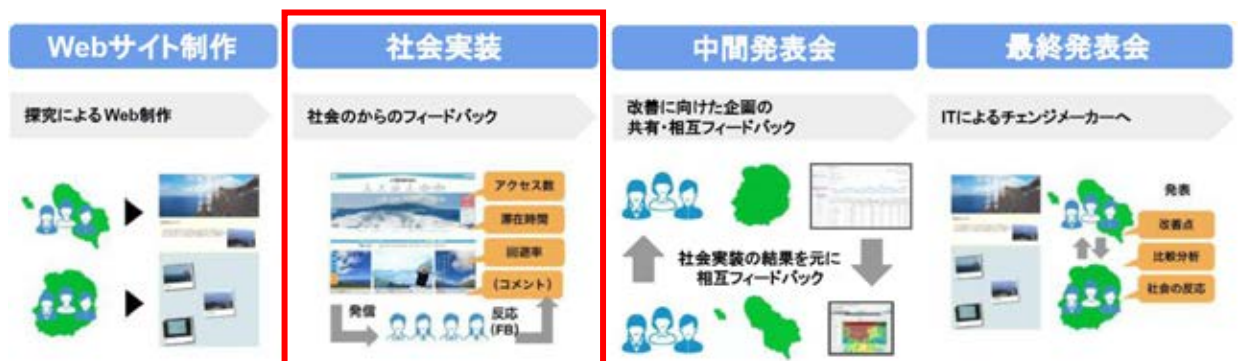 Webサイト制作
探究によるWeb制作
社会実装
社会のからのフィードバック
アクセス数
滞在時間
回遊率
(コメント)
発信
反応
(FB)
中間発表会
改善に向けた企画の
共有・相互フィードバック
社会実装の結果を元に
相互フィードバック
最終発表会
ITによるチェンジメーカーへ
発表
改善点
比較分析
社会の反応